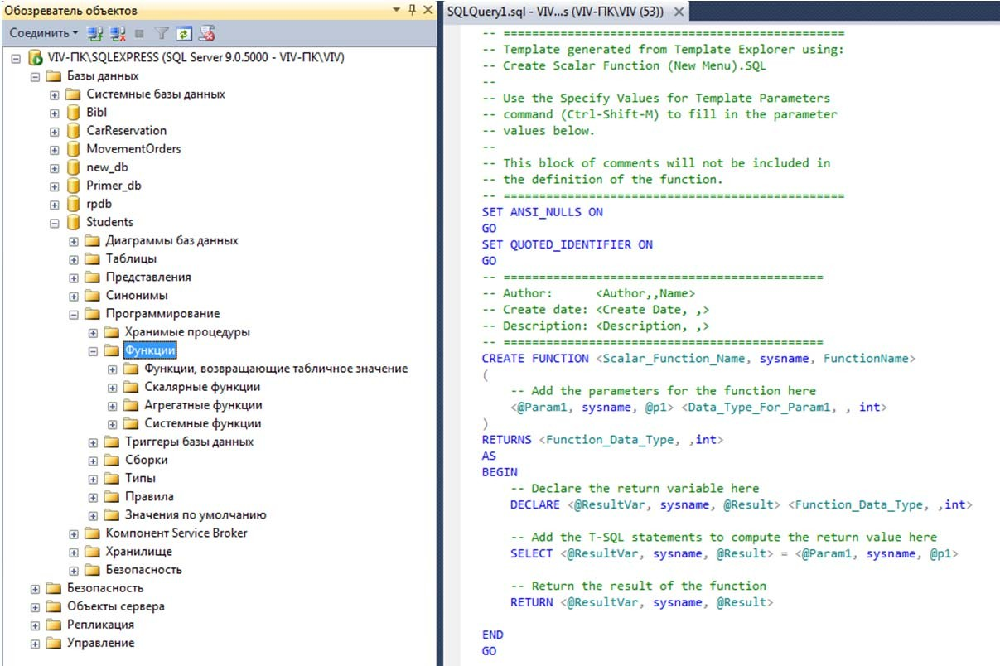 Обозреватель объектов
Соединить
VIV-ПК\SQLEXPRESS (SQL Server 9.0.5000 - VIV-ПК\VIV)
Базы данных
Системные базы данных
Bibl
CarReservation
MovementOrders
new_db
Primer_db
rpdb
Students
Диаграммы баз данных
Таблицы
Представления
Синонимы
Программирование
Хранимые процедуры
Функции
Функции, возвращающие табличное значение
Скалярные функции
Агрегатные функции
Системные функции
Триггеры базы данных
Сборки
Типы
Правила
Значения по умолчанию
Компонент Service Broker
Хранилище
Безопасность
Безопасность
Объекты сервера
Репликация
Управление
SQLQuery1.sql - VIV...s (VIV-ПК\VIV (53))
-- ================================================
-- Template generated from Template Explorer using:
-- Create Scalar Function (New Menu).SQL
--
-- Use the Specify Values for Template Parameters
-- command (Ctrl-Shift-M) to fill in the parameter
-- values below.
--
-- This block of comments will not be included in
-- the definition of the function.
-- ================================================
SET ANSI_NULLS ON
GO
SET QUOTED_IDENTIFIER ON
GO
-- =============================================
-- Author:      <Author,,Name>
-- Create date: <Create Date, ,>
-- Description: <Description, ,>
-- =============================================
CREATE FUNCTION <Scalar_Function_Name, sysname, FunctionName>
(
    -- Add the parameters for the function here
    <@Param1, sysname, @p1> <Data_Type_For_Param1, , int>
)
RETURNS <Function_Data_Type, ,int>
AS
BEGIN
    -- Declare the return variable here
    DECLARE <@ResultVar, sysname, @Result> <Function_Data_Type, ,int>
    -- Add the T-SQL statements to compute the return value here
    SELECT <@ResultVar, sysname, @Result> = <@Param1, sysname, @p1>
    -- Return the result of the function
    RETURN <@ResultVar, sysname, @Result>
END
GO